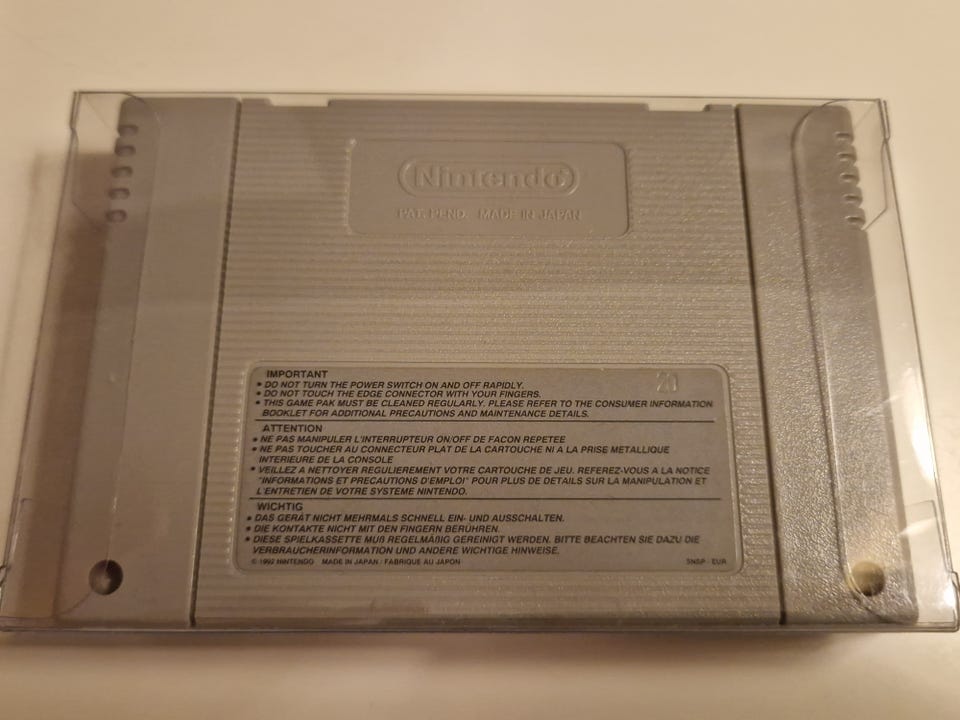 Nintendo
PAT. PEND. MADE IN JAPAN
20
IMPORTANT
• DO NOT TURN THE POWER SWITCH ON AND OFF RAPIDLY.
• DO NOT TOUCH THE EDGE CONNECTOR WITH YOUR FINGERS.
• THIS GAME PAK MUST BE CLEANED REGULARLY. PLEASE REFER TO THE CONSUMER INFORMATION
BOOKLET FOR ADDITIONAL PRECAUTIONS AND MAINTENANCE DETAILS.
ATTENTION
• NE PAS MANIPULER L'INTERRUPTEUR ON/OFF DE FACON REPETEE
• NE PAS TOUCHER AU CONNECTEUR PLAT DE LA CARTOUCHE NI A LA PRISE METALLIQUE
INTERIEURE DE LA CONSOLE
• VEILLEZ A NETTOYER REGULIEREMENT VOTRE CARTOUCHE DE JEU. REFEREZ-VOUS A LA NOTICE
"INFORMATIONS ET PRECAUTIONS D'EMPLOI" POUR PLUS DE DETAILS SUR LA MANIPULATION ET
L'ENTRETIEN DE VOTRE SYSTEME NINTENDO.
WICHTIG
• DAS GERÄT NICHT MEHRMALS SCHNELL EIN- UND AUSSCHALTEN.
• DIE KONTAKTE NICHT MIT DEN FINGERN BERÜHREN.
• DIESE SPIELKASSETTE MUß REGELMÄßIG GEREINIGT WERDEN. BITTE BEACHTEN SIE DAZU DIE
VERBRAUCHERINFORMATION UND ANDERE WICHTIGE HINWEISE.
© 1992 NINTENDO MADE IN JAPAN / FABRIQUE AU JAPON SNSP - EUR